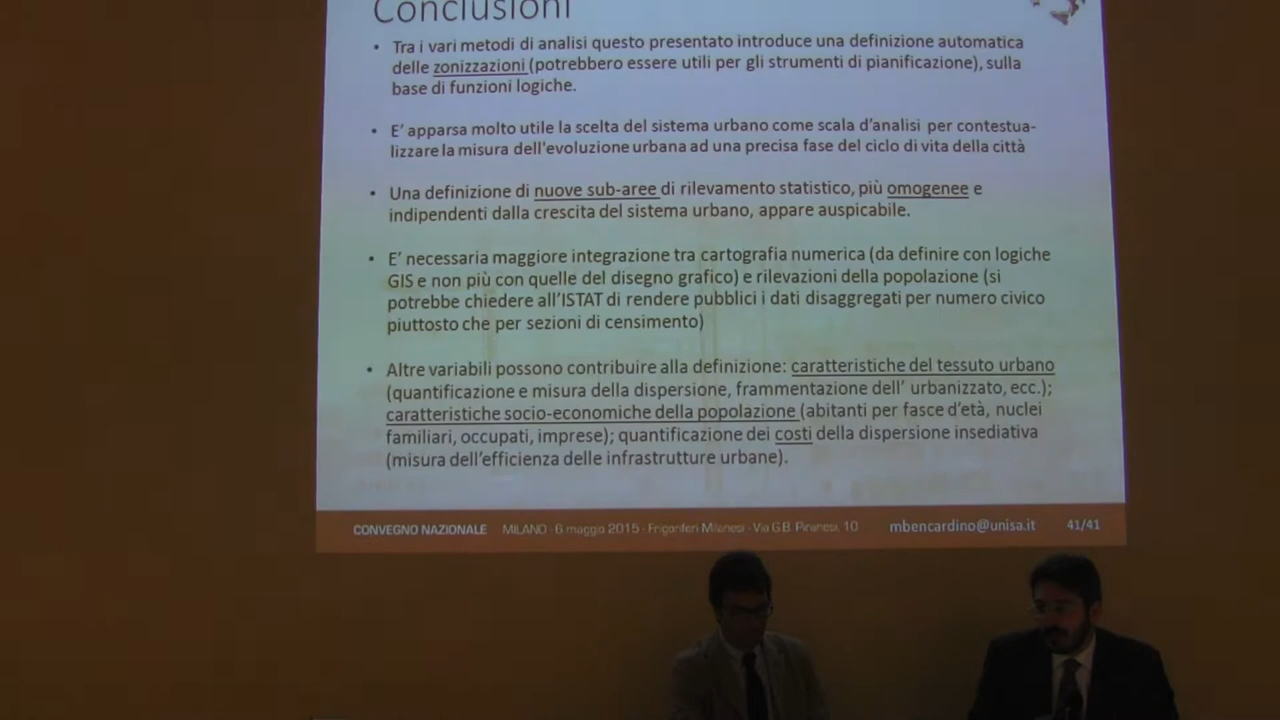 Conclusioni
• Tra i vari metodi di analisi questo presentato introduce una definizione automatica
delle zonizzazioni (potrebbero essere utili per gli strumenti di pianificazione), sulla
base di funzioni logiche.
• E' apparsa molto utile la scelta del sistema urbano come scala d'analisi per contestua-
lizzare la misura dell'evoluzione urbana ad una precisa fase del ciclo di vita della città
• Una definizione di nuove sub-aree di rilevamento statistico, più omogenee e
indipendenti dalla crescita del sistema urbano, appare auspicabile.
• E' necessaria maggiore integrazione tra cartografia numerica (da definire con logiche
GIS e non più con quelle del disegno grafico) e rilevazioni della popolazione (si
potrebbe chiedere all'ISTAT di rendere pubblici i dati disaggregati per numero civico
piuttosto che per sezioni di censimento)
• Altre variabili possono contribuire alla definizione: caratteristiche del tessuto urbano
(quantificazione e misura della dispersione, frammentazione dell' urbanizzato, ecc.);
caratteristiche socio-economiche della popolazione (abitanti per fasce d'età, nuclei
familiari, occupati, imprese); quantificazione dei costi della dispersione insediativa
(misura dell'efficienza delle infrastrutture urbane).
CONVEGNO NAZIONALE MILANO - 6 maggio 2015 - Frigoriferi Milanesi - Via G.B. Piranesi, 10 mbencardino@unisa.it 41/41